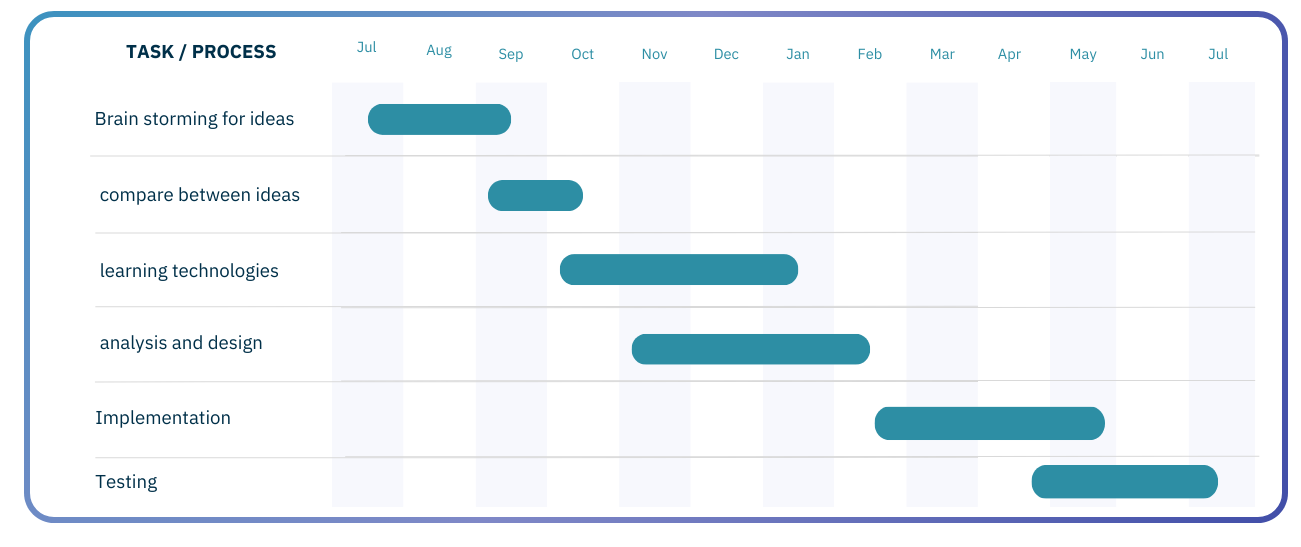 TASK / PROCESS Jul Aug Sep Oct Nov Dec Jan Feb Mar Apr May Jun Jul
Brain storming for ideas
compare between ideas
learning technologies
analysis and design
Implementation
Testing